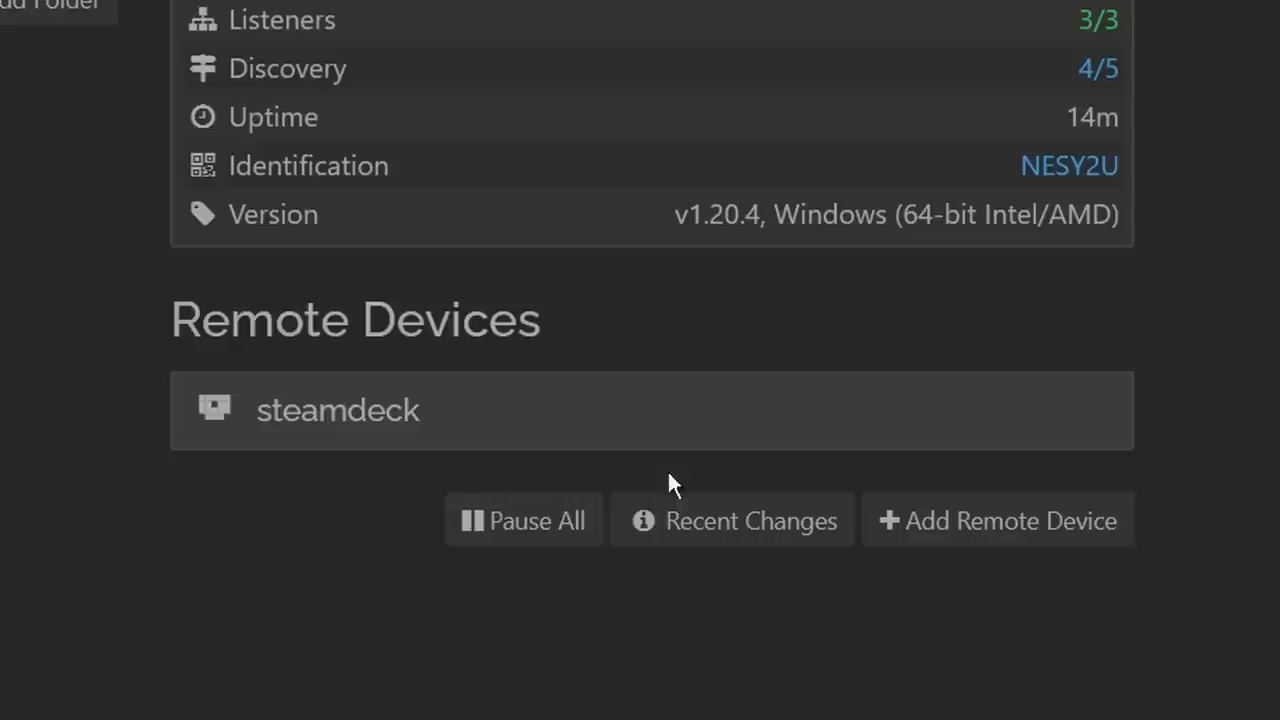 Folder
Listeners 3/3
Discovery 4/5
Uptime 14m
Identification NESY2U
Version v1.20.4, Windows (64-bit Intel/AMD)
Remote Devices
steamdeck
Pause All Recent Changes Add Remote Device